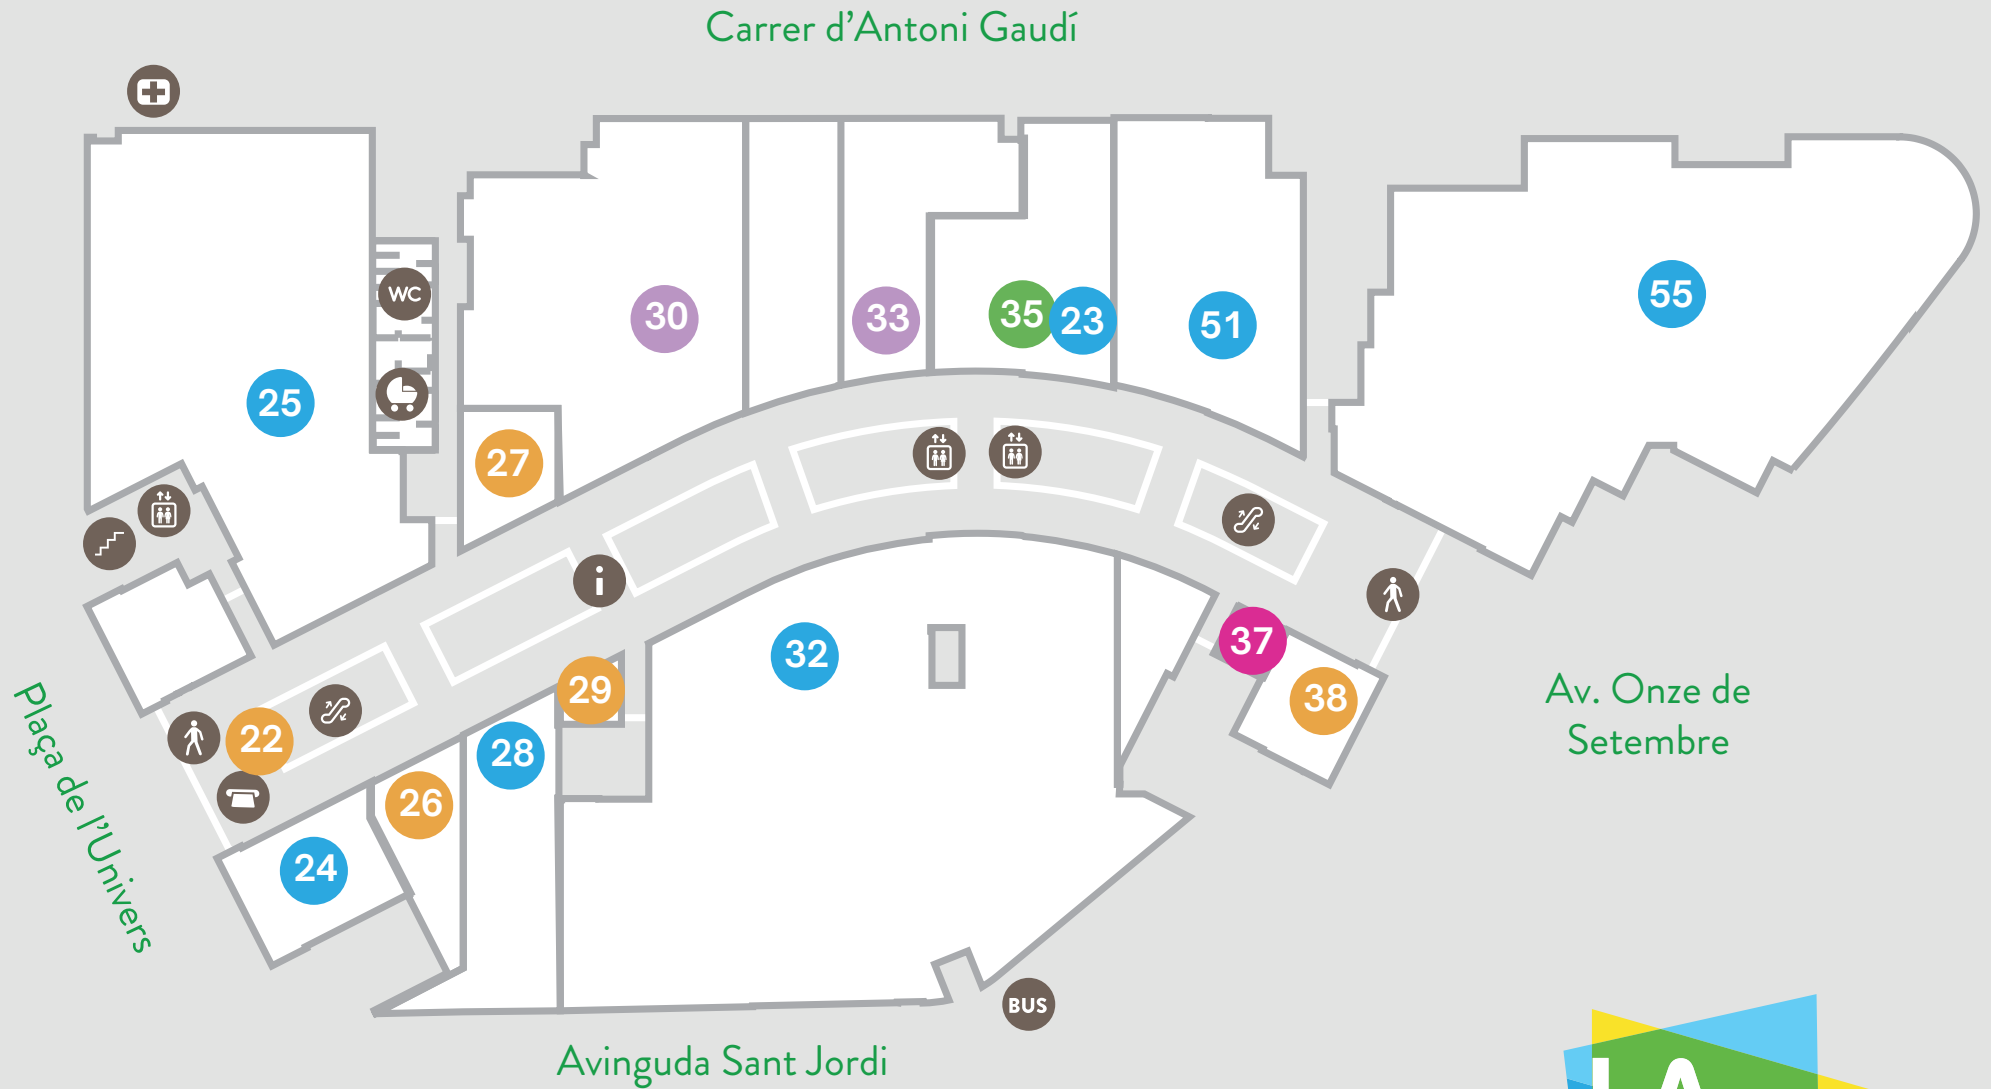 Carrer d'Antoni Gaudí
WC
30
33
35
23
51
55
25
27
i
37
38
32
29
28
22
26
24
Av. Onze de
Setembre
Plaça de l'Univers
BUS
Avinguda Sant Jordi
LA